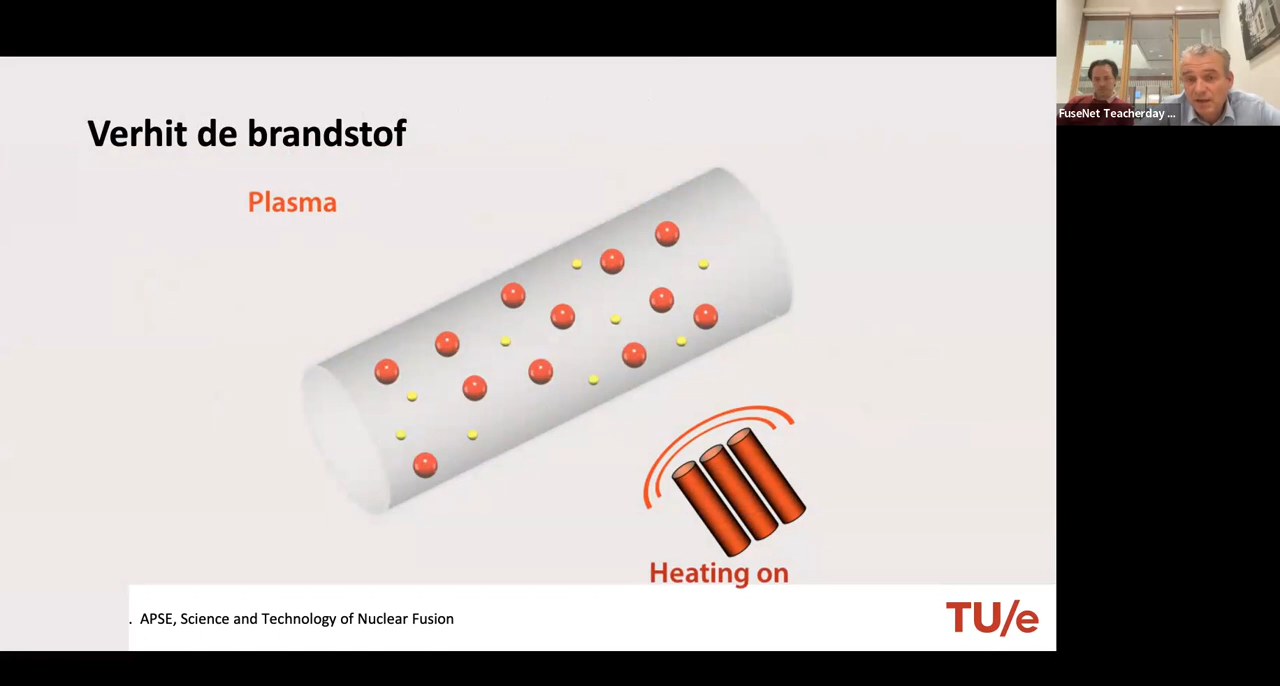 Verhit de brandstof
Plasma
Heating on
. APSE, Science and Technology of Nuclear Fusion
TU/e
FuseNet Teacherday ...